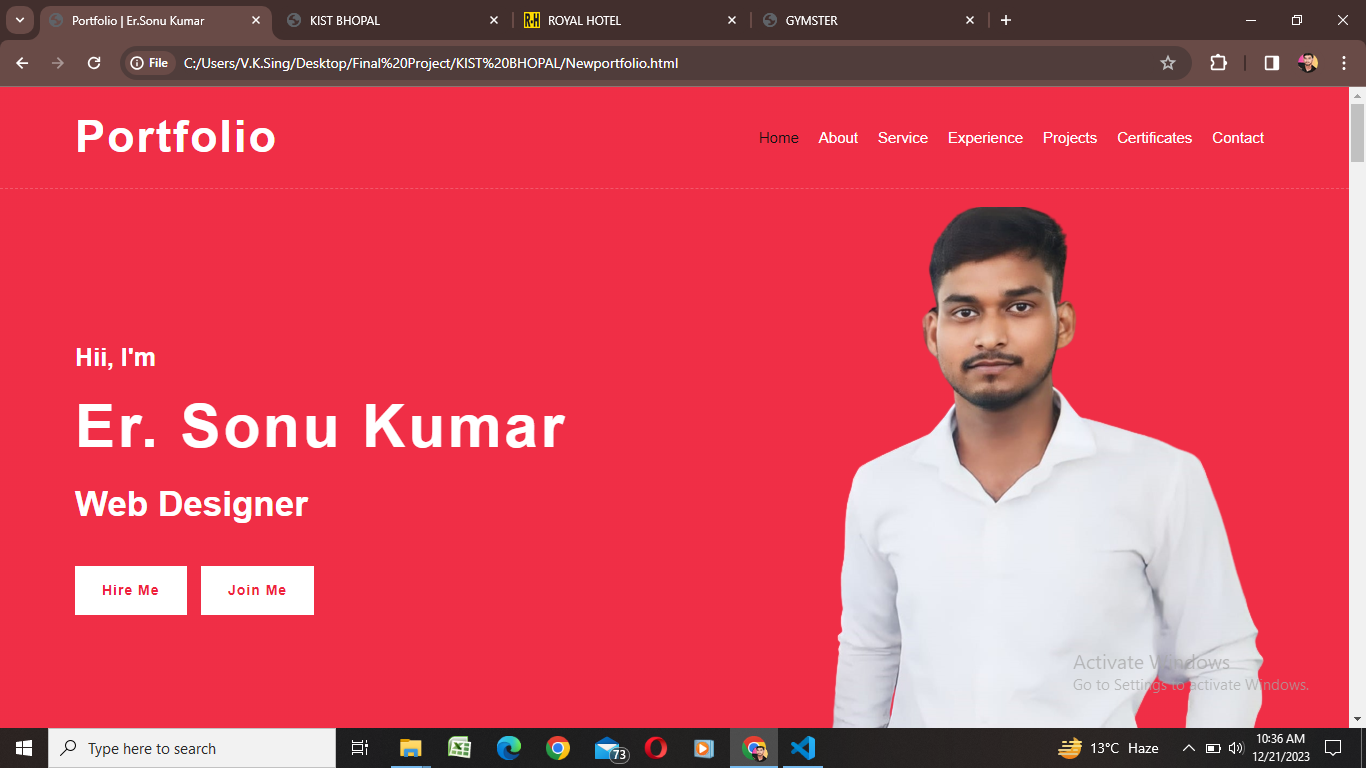 Portfolio | Er.Sonu Kumar
KIST BHOPAL
R-H ROYAL HOTEL
GYMSTER
File C:/Users/V.K.Sing/Desktop/Final%20Project/KIST%20BHOPAL/Newportfolio.html
Portfolio
Home About Service Experience Projects Certificates Contact
Hii, I'm
Er. Sonu Kumar
Web Designer
Hire Me Join Me
Activate Windows
Go to Settings to activate Windows.
Type here to search
73
13°C Haze
10:36 AM
12/21/2023